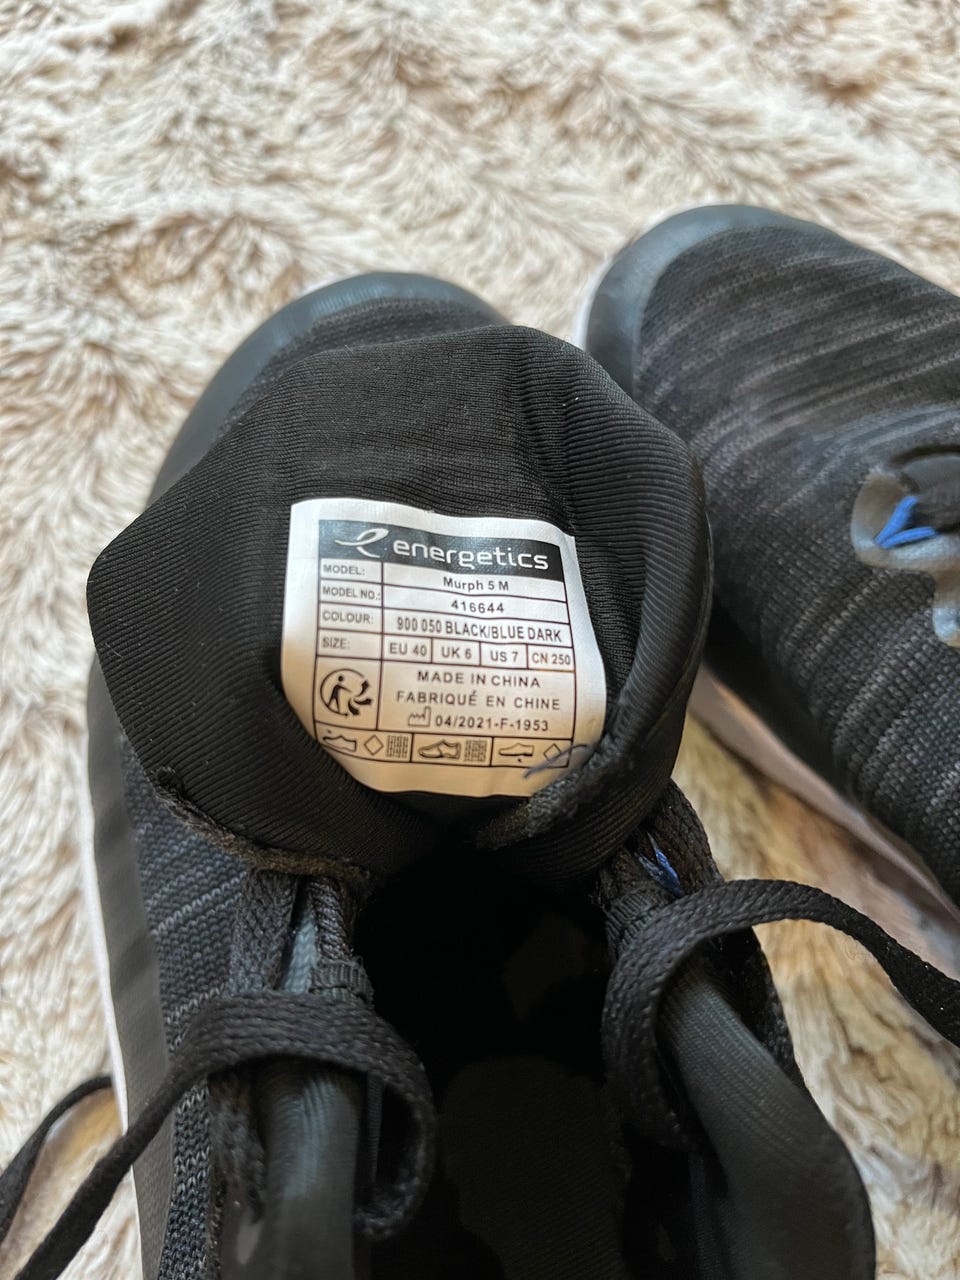 energetics
MODEL: Murph 5 M
MODEL NO.: 416644
COLOUR: 900 050 BLACK/BLUE DARK
SIZE: EU 40 UK 6 US 7 CN 250
MADE IN CHINA
FABRIQUÉ EN CHINE
04/2021-F-1953